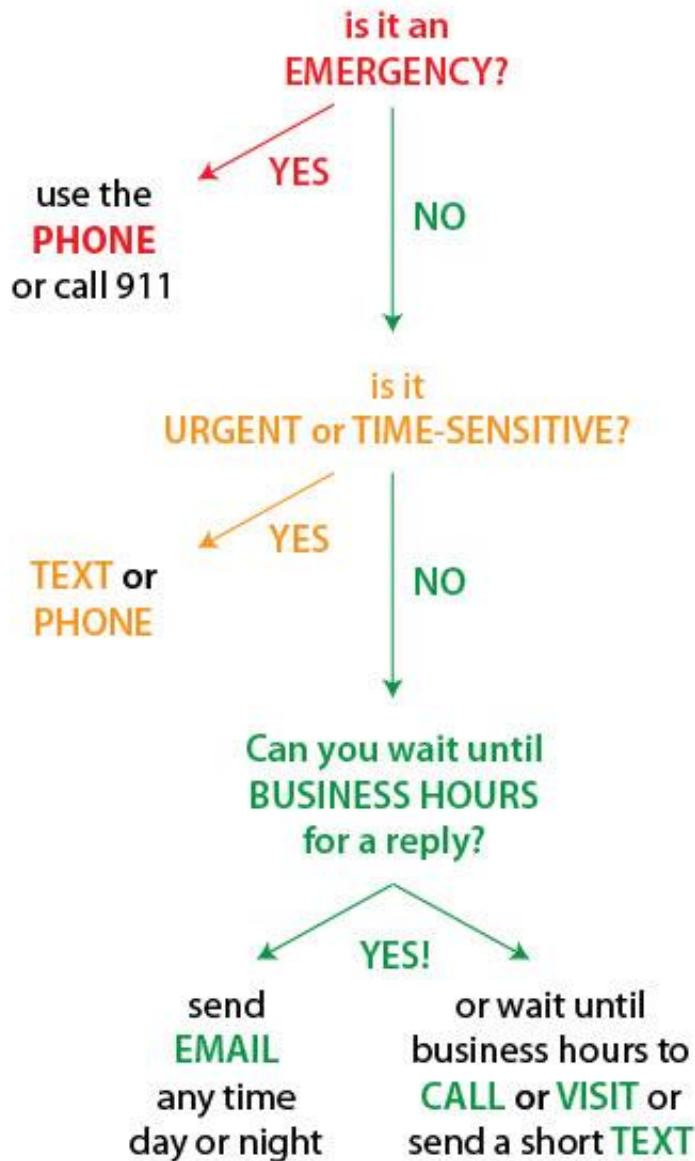 is it an
EMERGENCY?
YES
use the
PHONE
or call 911
NO
is it
URGENT or TIME-SENSITIVE?
YES
TEXT or
PHONE
NO
Can you wait until
BUSINESS HOURS
for a reply?
YES!
send
EMAIL
any time
day or night
or wait until
business hours to
CALL or VISIT or
send a short TEXT